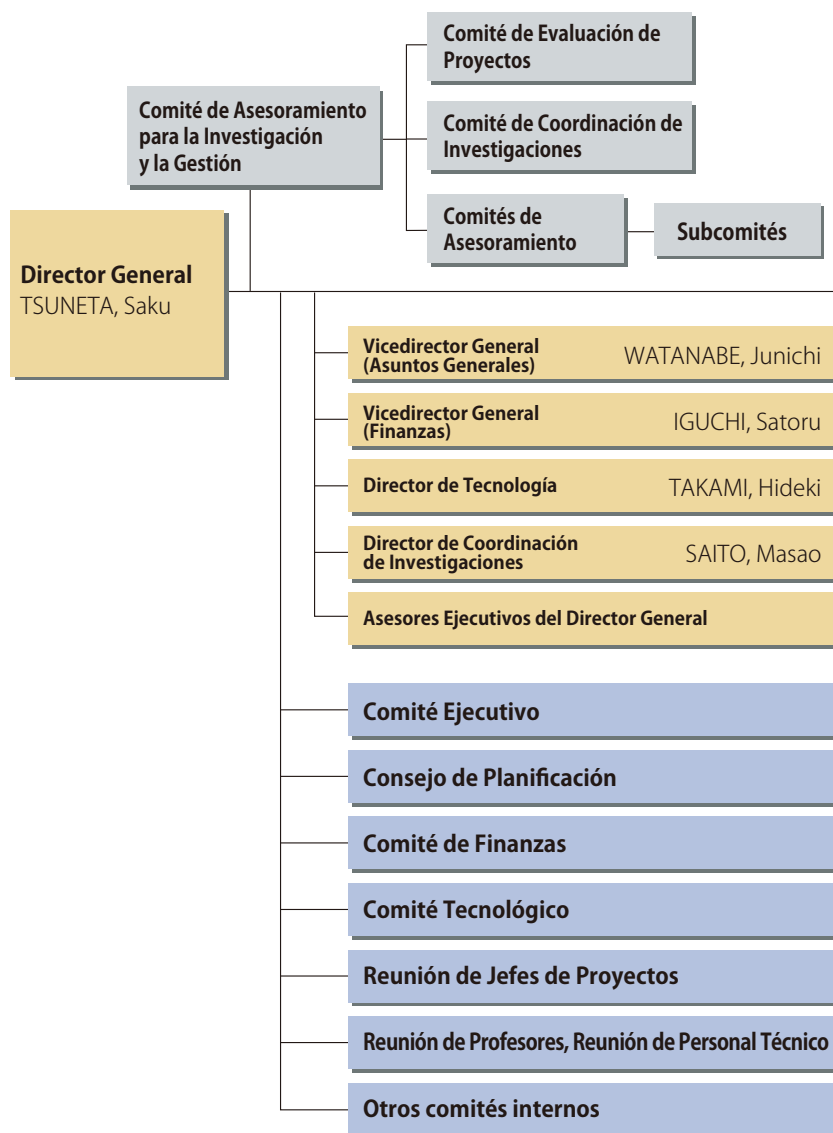 Comité de Evaluación de
Proyectos
Comité de Asesoramiento
para la Investigación
y la Gestión
Comité de Coordinación de
Investigaciones
Comités de
Asesoramiento
Subcomités
Director General
TSUNETA, Saku
Vicedirector General
(Asuntos Generales)
WATANABE, Junichi
Vicedirector General
(Finanzas)
IGUCHI, Satoru
Director de Tecnología
TAKAMI, Hideki
Director de Coordinación
de Investigaciones
SAITO, Masao
Asesores Ejecutivos del Director General
Comité Ejecutivo
Consejo de Planificación
Comité de Finanzas
Comité Tecnológico
Reunión de Jefes de Proyectos
Reunión de Profesores, Reunión de Personal Técnico
Otros comités internos